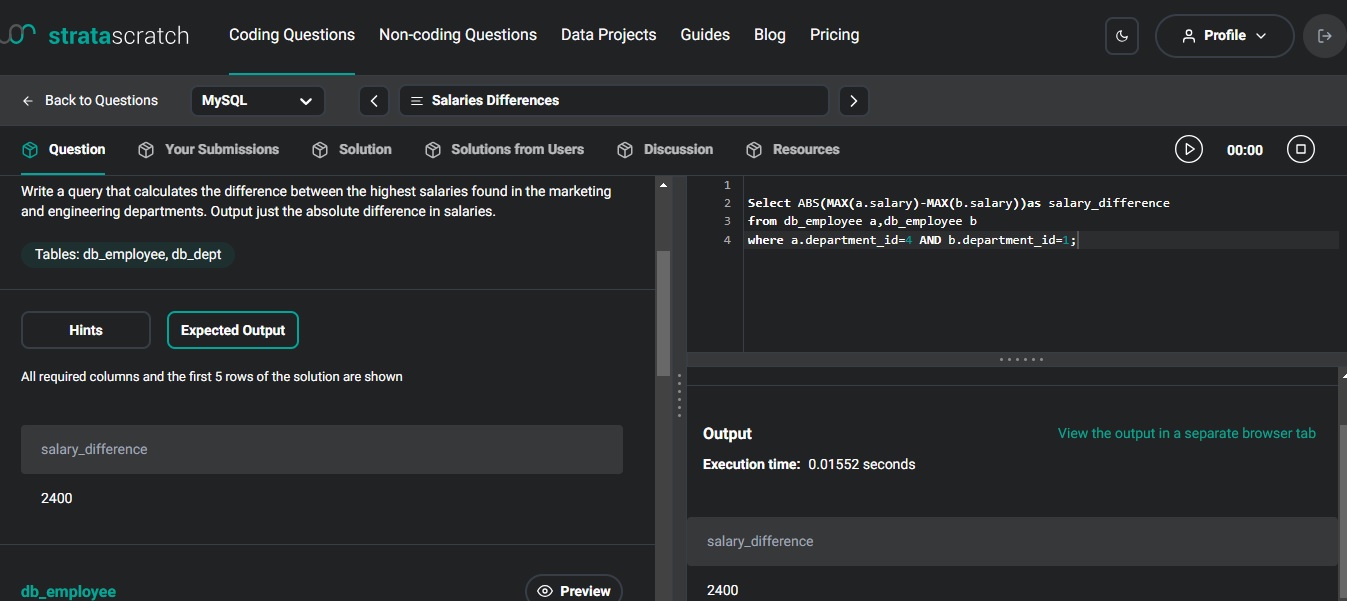 stratascratch
Coding Questions
Non-coding Questions
Data Projects
Guides
Blog
Pricing
Profile
Back to Questions
MySQL
Salaries Differences
Question
Your Submissions
Solution
Solutions from Users
Discussion
Resources
00:00
Write a query that calculates the difference between the highest salaries found in the marketing
and engineering departments. Output just the absolute difference in salaries.
Tables: db_employee, db_dept
Hints
Expected Output
All required columns and the first 5 rows of the solution are shown
salary_difference
2400
db_employee
Preview
1
2 Select ABS(MAX(a.salary)-MAX(b.salary))as salary_difference
3 from db_employee a,db_employee b
4 where a.department_id=4 AND b.department_id=1;
Output
View the output in a separate browser tab
Execution time: 0.01552 seconds
salary_difference
2400